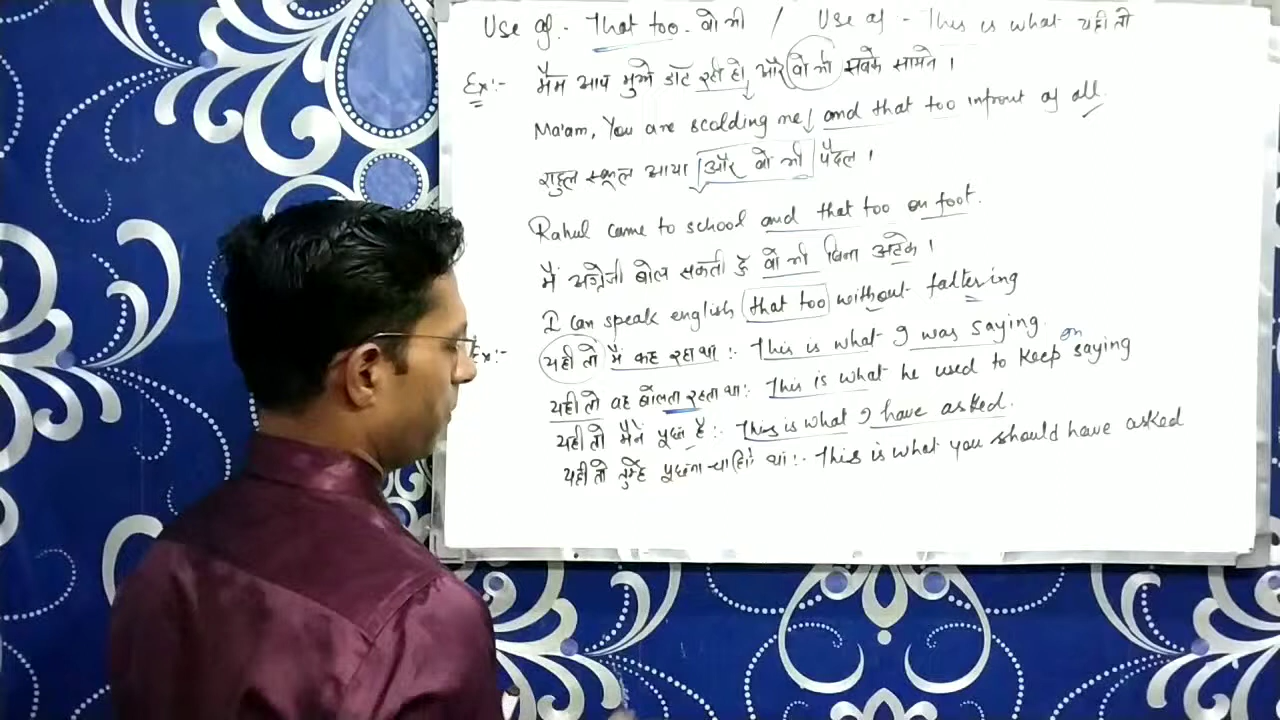 Use of :- That too - वो भी / Use of - This is what यही तो
Ex:- मैम आप मुझे डांट रही हो, और वो भी सबके सामने ।
Ma'am, You are scolding me, and that too infront of all.
राहुल स्कूल आया और वो भी पैदल ।
Rahul came to school and that too on foot.
मैं अंग्रेजी बोल सकती हूँ वो भी बिना अटके ।
I can speak english that too without faltering
Ex:- यही तो मैं कह रहा था :- This is what I was saying.
यही तो वह बोलता रहता था :- This is what he used to keep on saying
यही तो मैंने पूछा है :- This is what I have asked.
यही तो तुम्हें पूछना चाहिए था :- This is what you should have asked